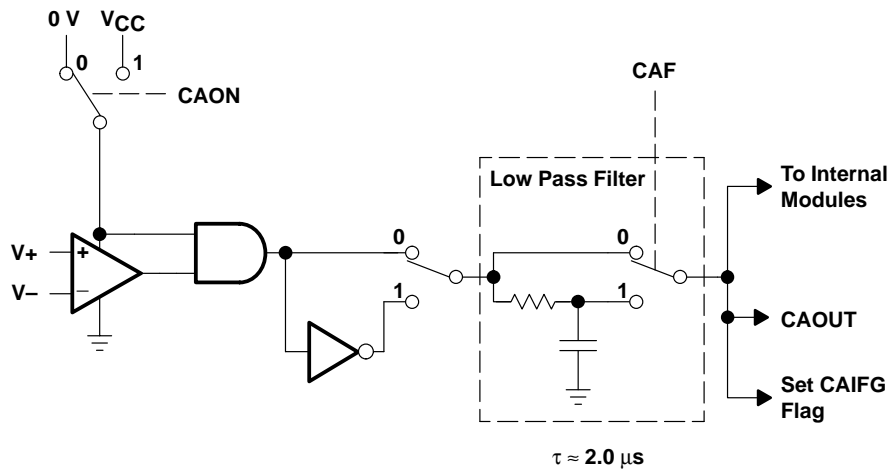 0 V VCC
0 1
CAF
CAON
Low Pass Filter
To Internal
Modules
0 0
V+ +
V− −
1 1
CAOUT
Set CAIFG
Flag
τ ≈ 2.0 μs